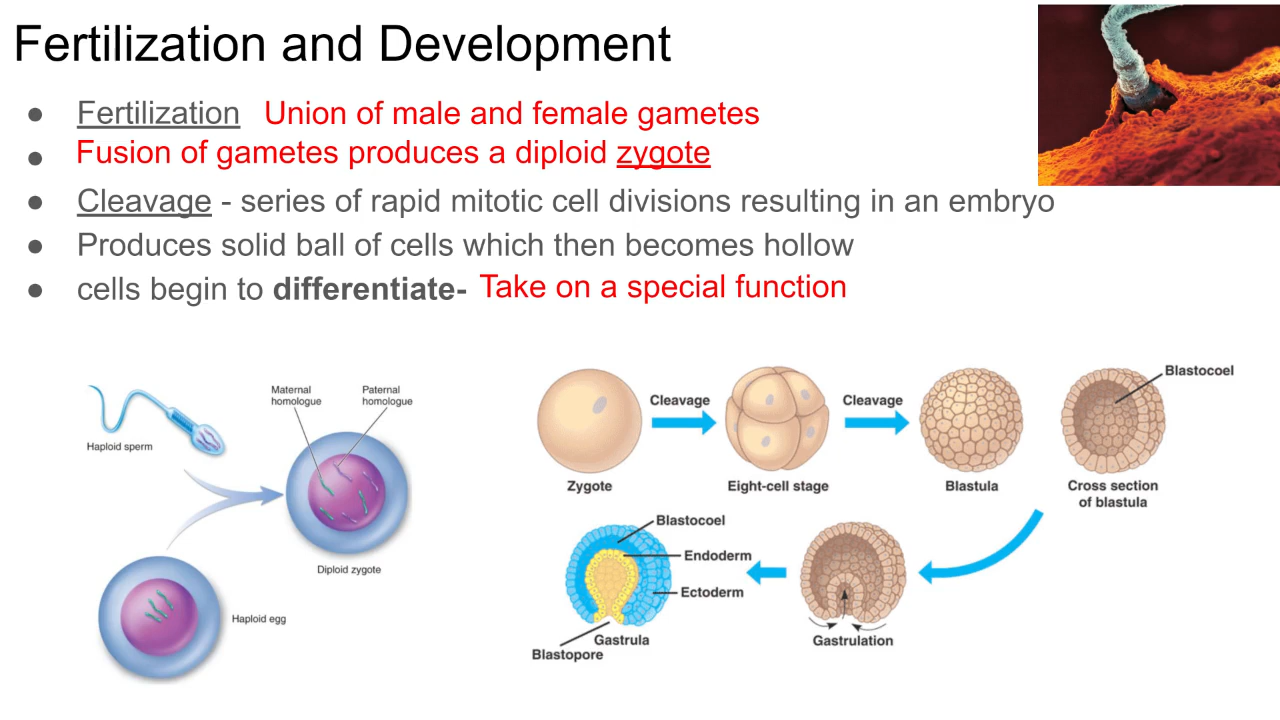 Fertilization and Development
● Fertilization Union of male and female gametes
● Fusion of gametes produces a diploid zygote
● Cleavage - series of rapid mitotic cell divisions resulting in an embryo
● Produces solid ball of cells which then becomes hollow
● cells begin to differentiate- Take on a special function
Maternal
homologue
Paternal
homologue
Haploid sperm
Diploid zygote
Haploid egg
Cleavage
Cleavage
Blastocoel
Zygote
Eight-cell stage
Blastula
Cross section
of blastula
Blastocoel
Endoderm
Ectoderm
Gastrula
Blastopore
Gastrulation